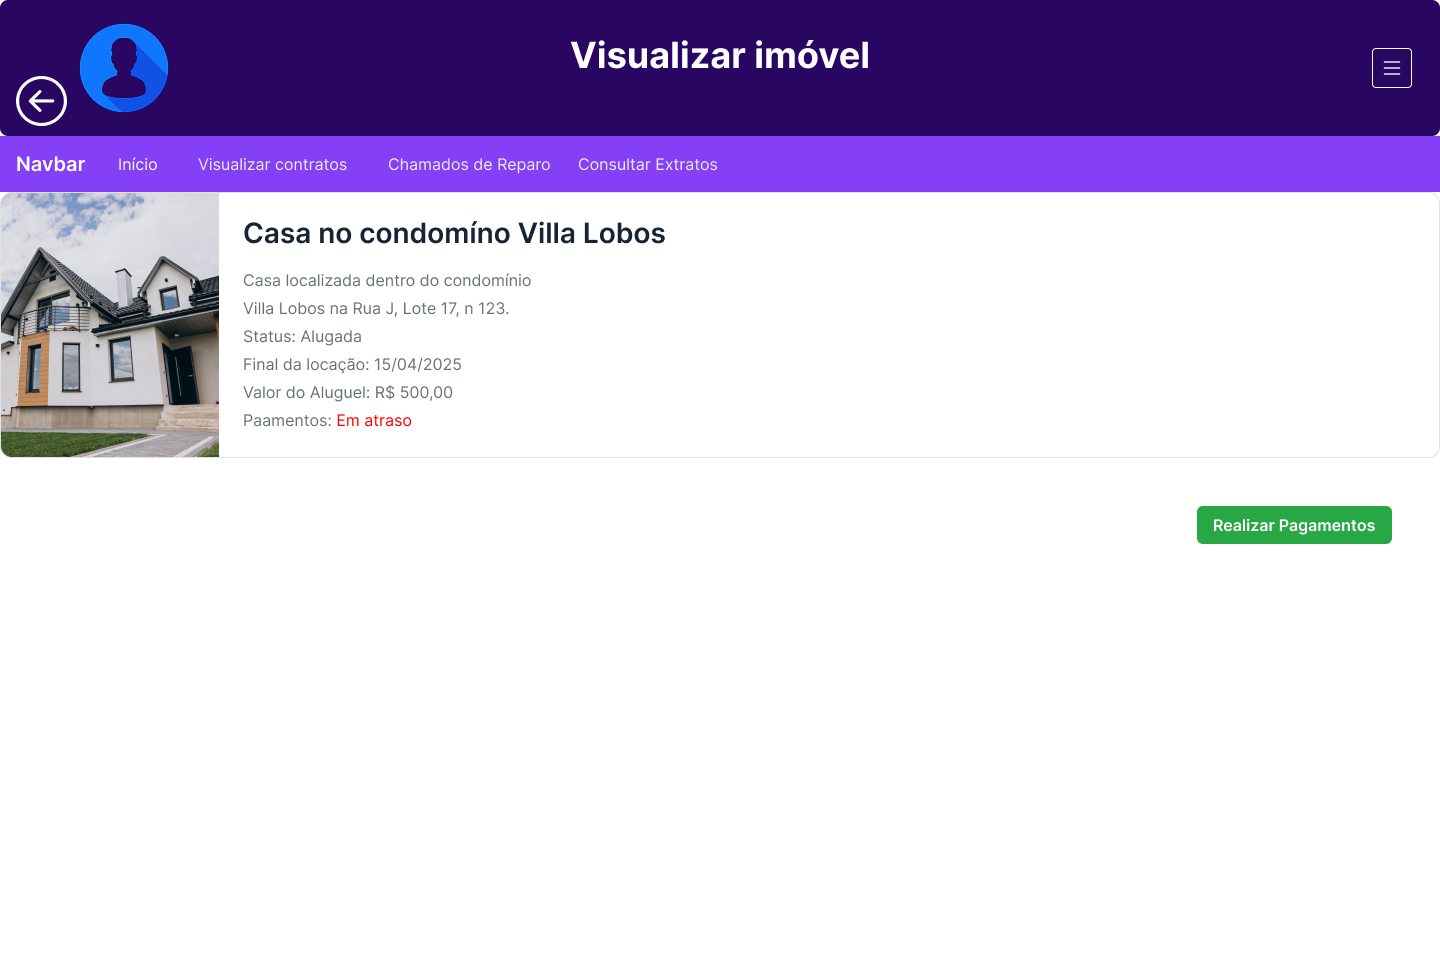 Visualizar imóvel
Navbar Início Visualizar contratos Chamados de Reparo Consultar Extratos
Casa no condomíno Villa Lobos
Casa localizada dentro do condomínio
Villa Lobos na Rua J, Lote 17, n 123.
Status: Alugada
Final da locação: 15/04/2025
Valor do Aluguel: R$ 500,00
Paamentos: Em atraso
Realizar Pagamentos